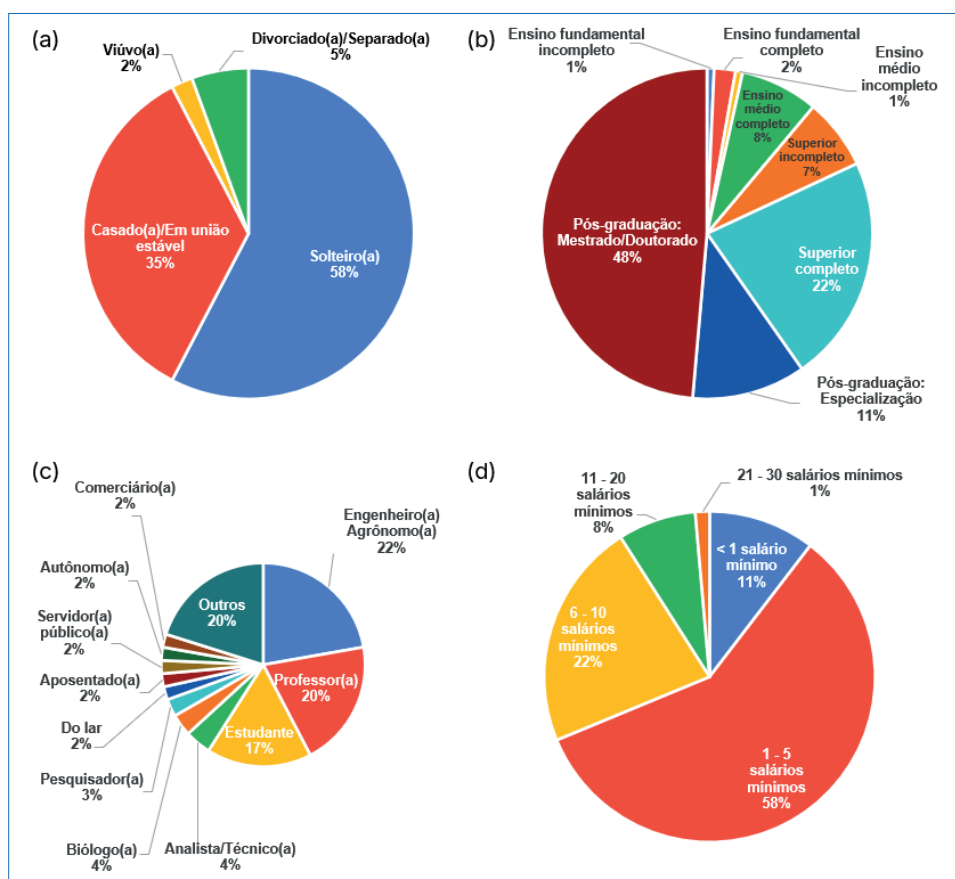 (a)
Viúvo(a)
2%
Divorciado(a)/Separado(a)
5%
Casado(a)/Em união
estável
35%
Solteiro(a)
58%
(b)
Ensino fundamental
incompleto
1%
Ensino fundamental
completo
2%
Ensino
médio
incompleto
1%
Ensino
médio
completo
8%
Superior
incompleto
7%
Pós-graduação:
Mestrado/Doutorado
48%
Superior
completo
22%
Pós-graduação:
Especialização
11%
(c)
Comerciário(a)
2%
Engenheiro(a)
Agrônomo(a)
22%
Autônomo(a)
2%
Outros
20%
Servidor(a)
público(a)
2%
Aposentado(a)
2%
Professor(a)
20%
Do lar
2%
Estudante
17%
Pesquisador(a)
3%
Biólogo(a)
4%
Analista/Técnico(a)
4%
(d)
11 - 20
salários
mínimos
8%
21 - 30 salários mínimos
1%
< 1 salário
mínimo
11%
6 - 10
salários
mínimos
22%
1 - 5
salários
mínimos
58%